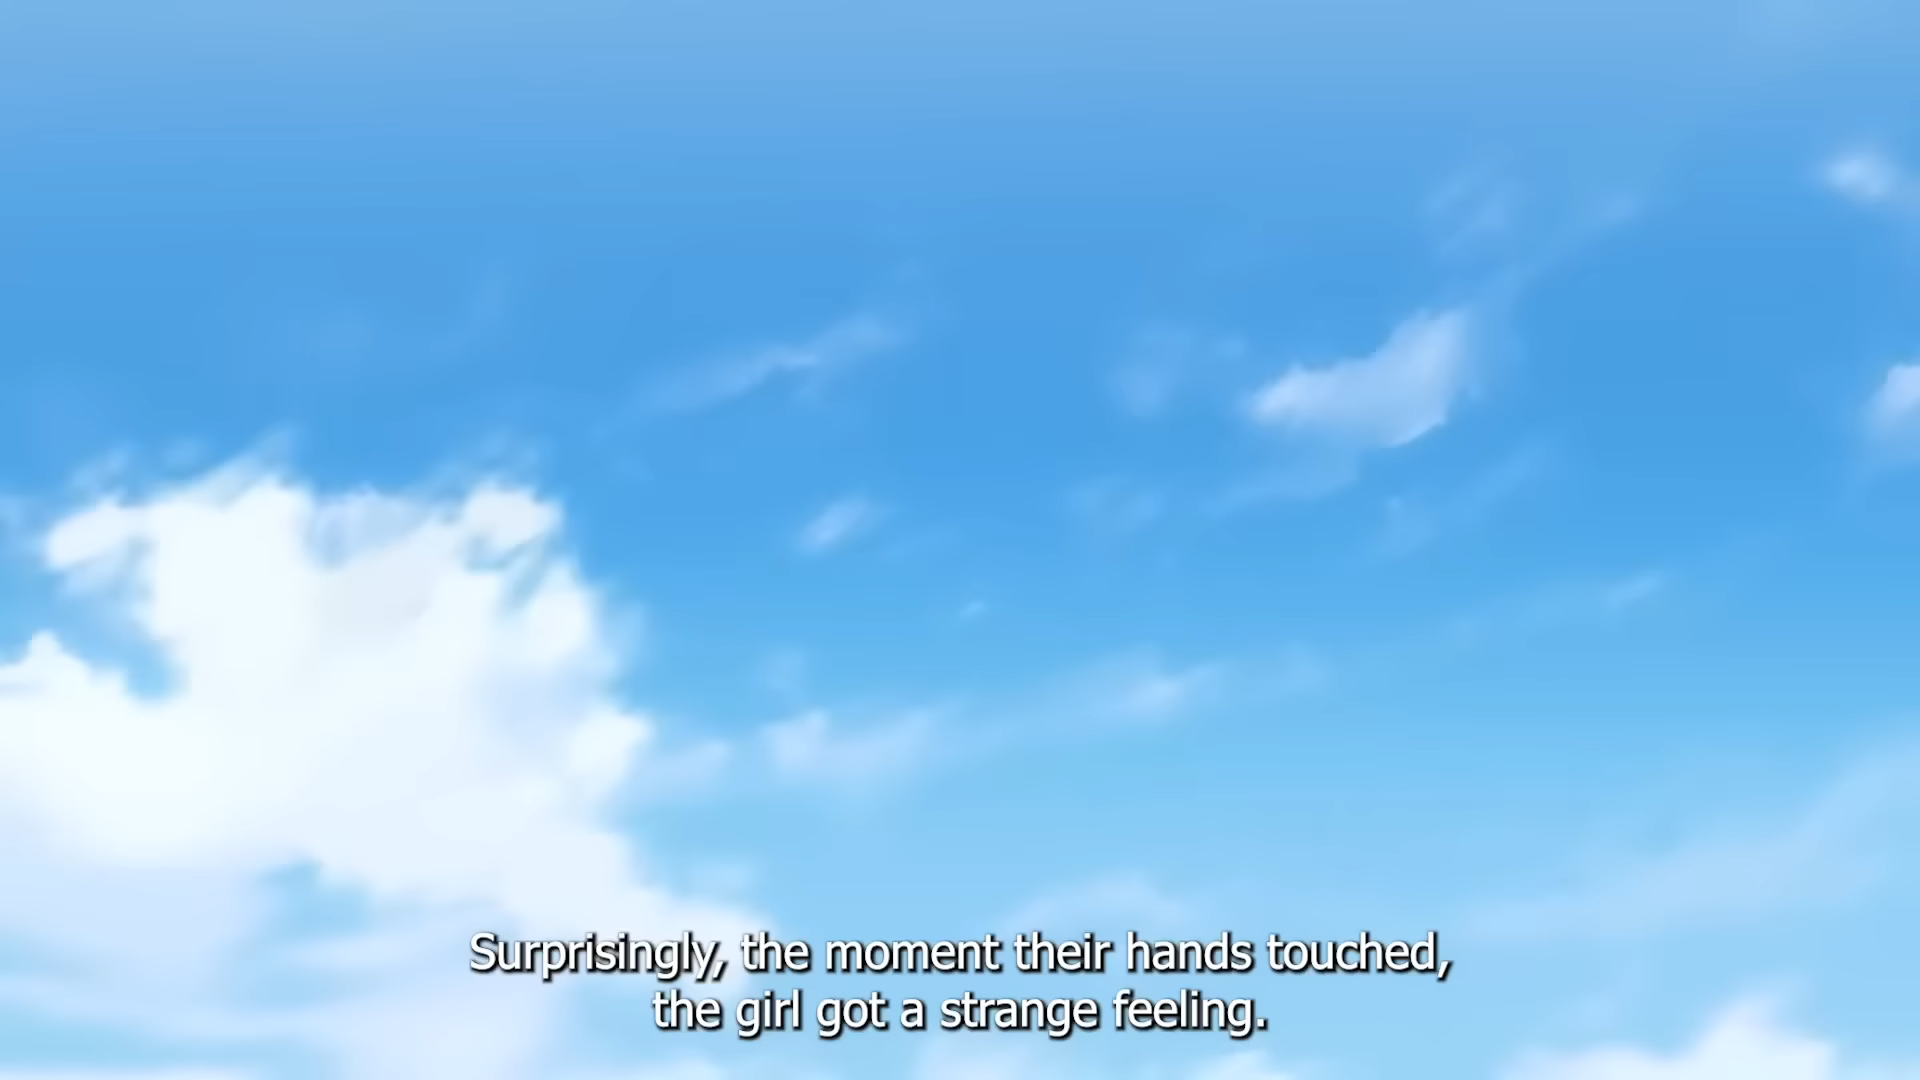 Surprisingly, the moment their hands touched,
the girl got a strange feeling.